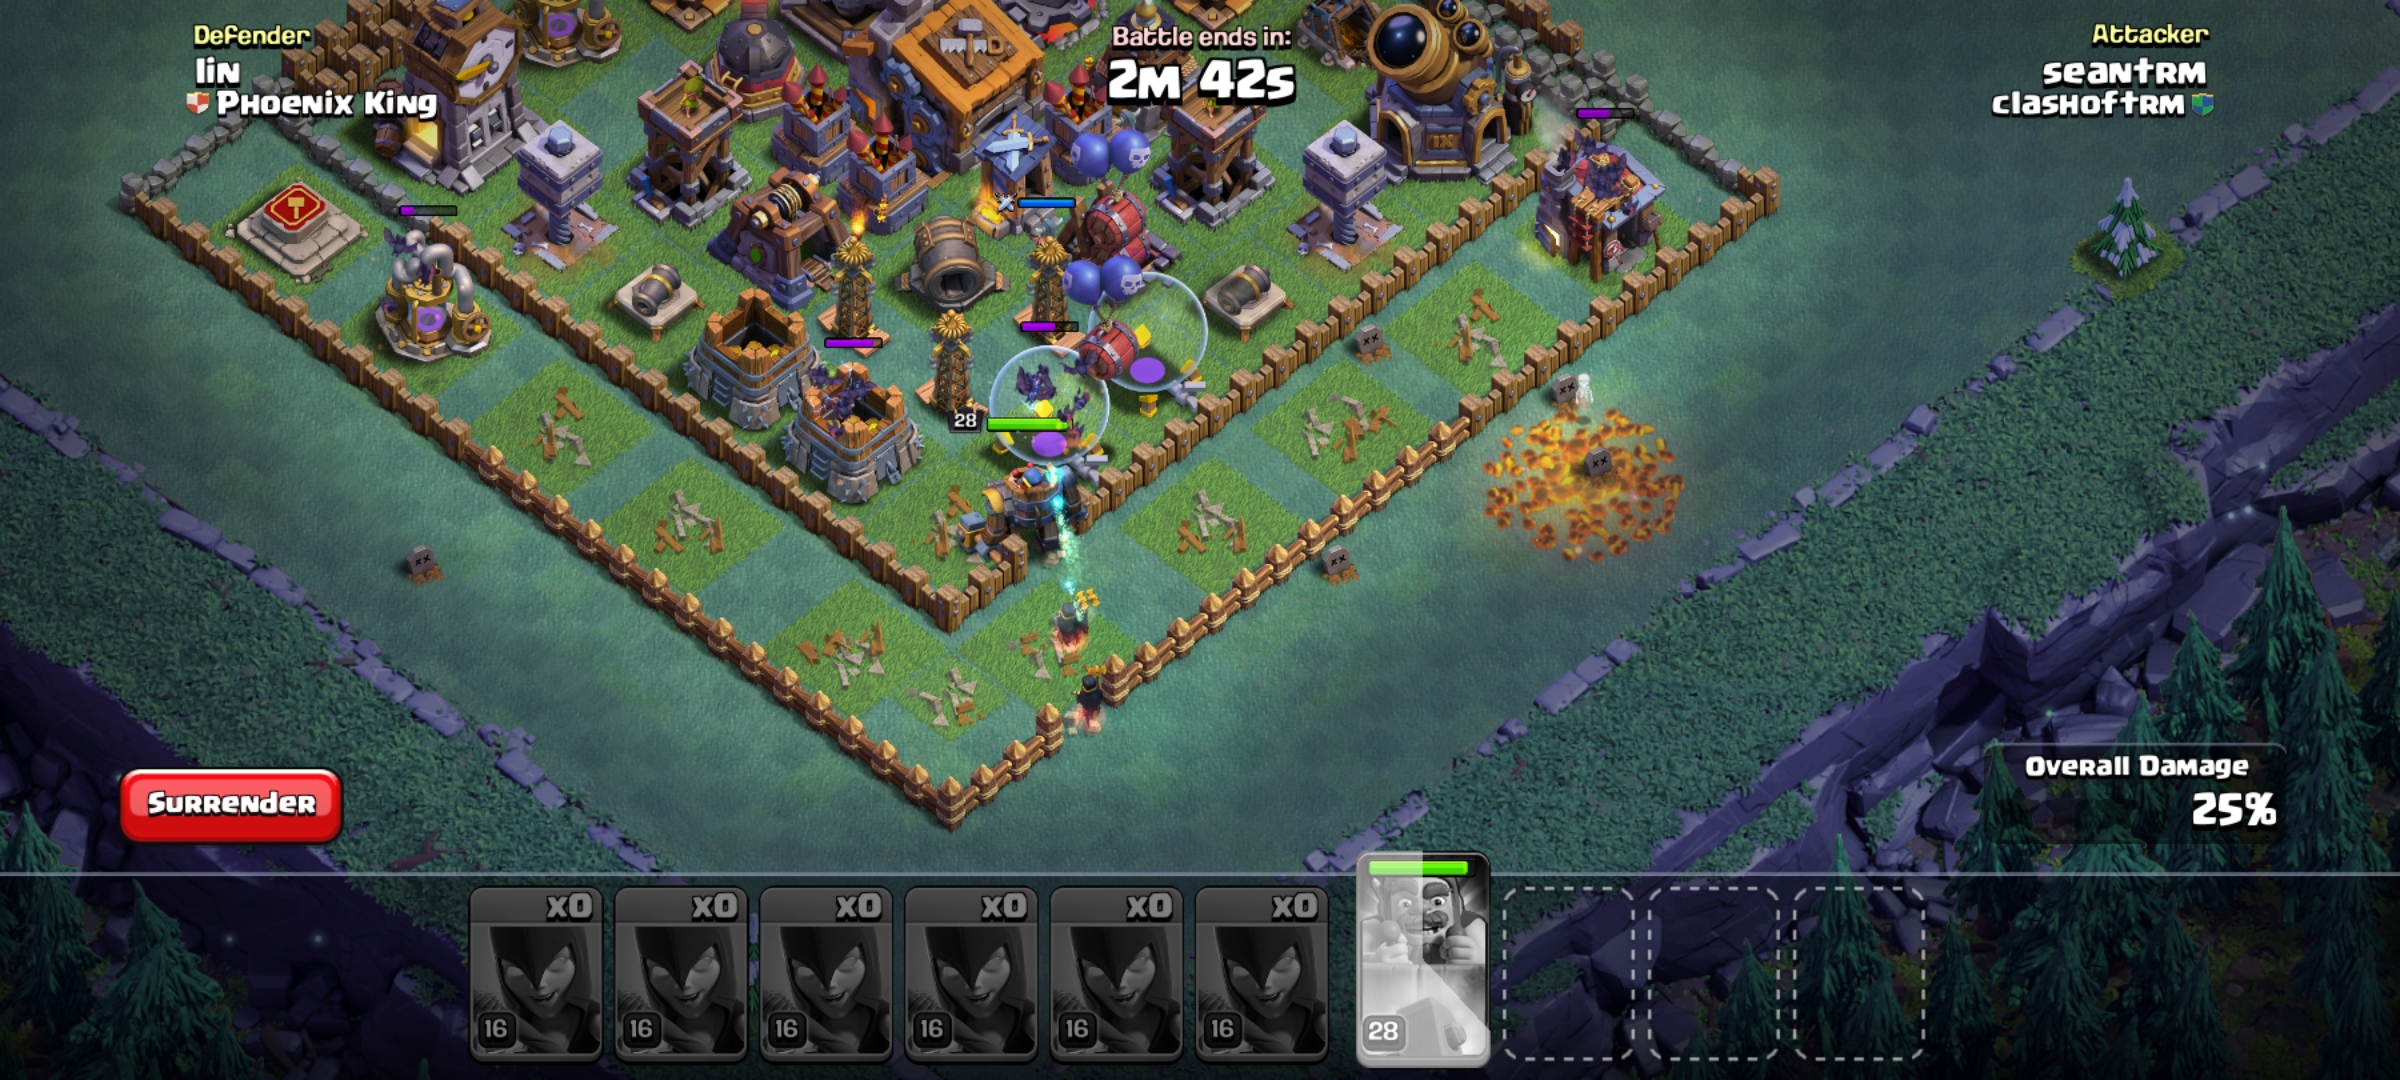 Defender
lin
Phoenix King
Battle ends in:
2m 42s
Attacker
seantrm
clashoftrm
28
Surrender
Overall Damage
25%
x0 x0 x0 x0 x0 x0
16 16 16 16 16 16 28